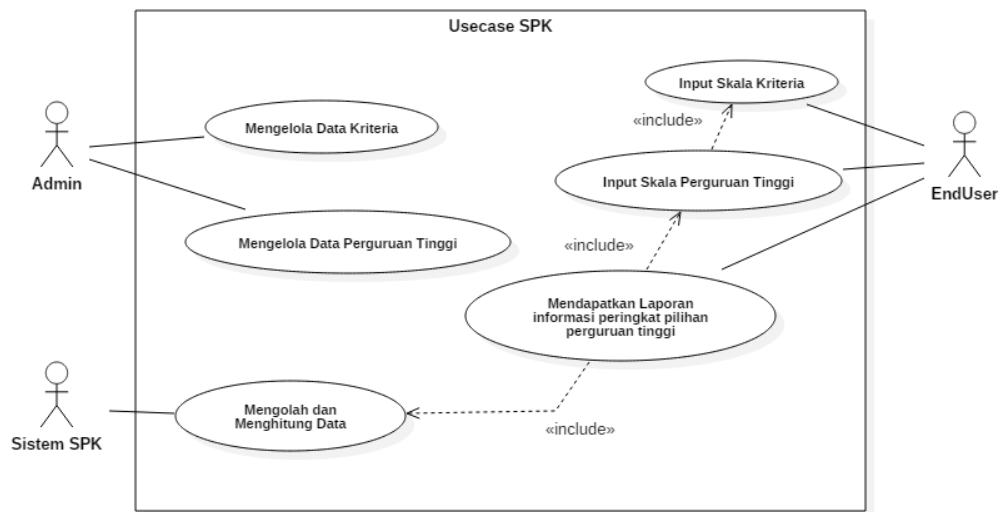 Usecase SPK
Input Skala Kriteria
«include»
Mengelola Data Kriteria
Admin
Input Skala Perguruan Tinggi
EndUser
Mengelola Data Perguruan Tinggi
«include»
Mendapatkan Laporan
informasi peringkat pilihan
perguruan tinggi
Mengolah dan
Menghitung Data
«include»
Sistem SPK